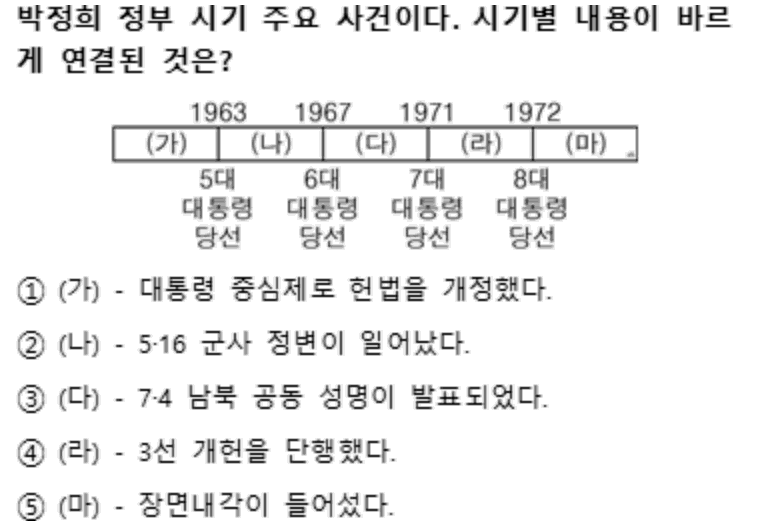 박정희 정부 시기 주요 사건이다. 시기별 내용이 바르
게 연결된 것은?
1963 1967 1971 1972
(가) (나) (다) (라) (마)
5대 6대 7대 8대
대통령 대통령 대통령 대통령
당선 당선 당선 당선
① (가) - 대통령 중심제로 헌법을 개정했다.
② (나) - 5·16 군사 정변이 일어났다.
③ (다) - 7·4 남북 공동 성명이 발표되었다.
④ (라) - 3선 개헌을 단행했다.
⑤ (마) - 장면내각이 들어섰다.